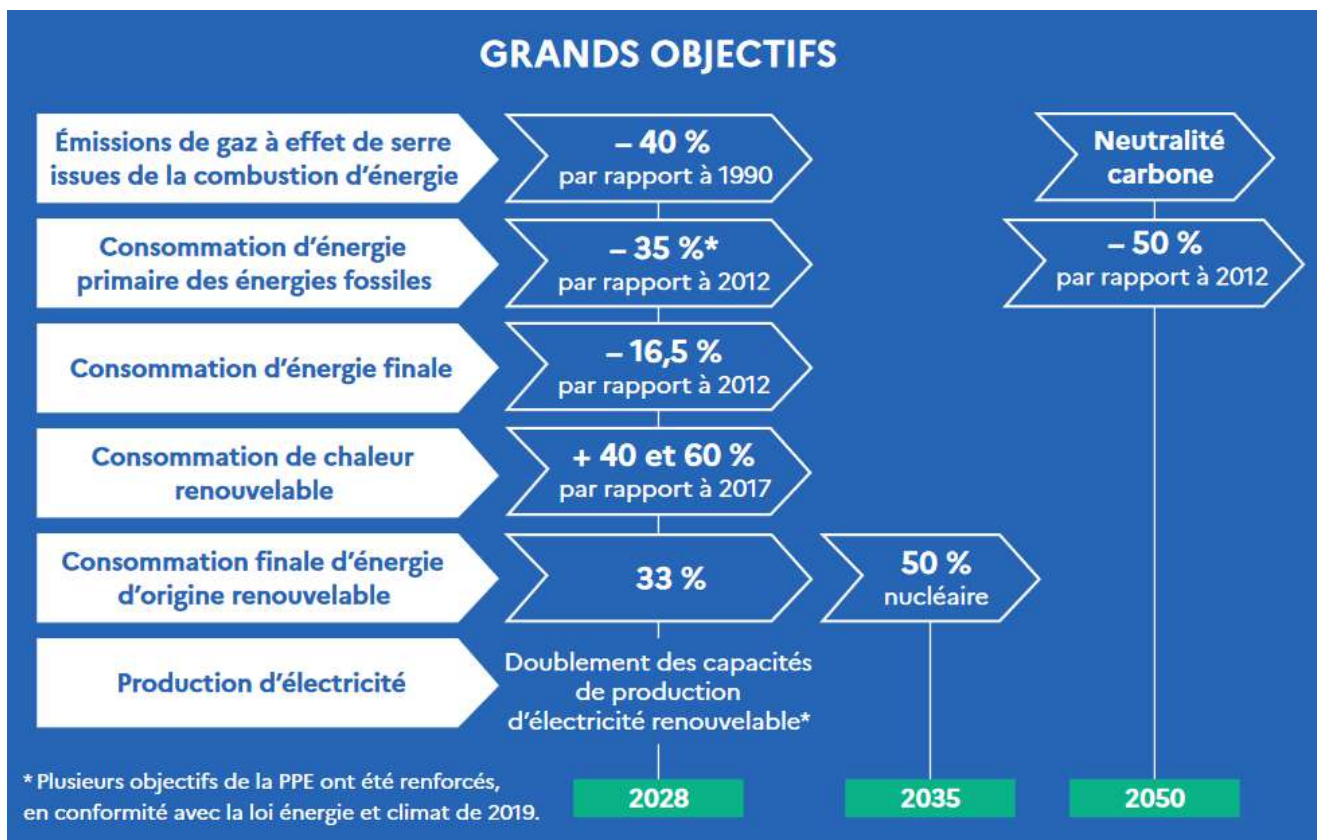 GRANDS OBJECTIFS
Émissions de gaz à effet de serre
issues de la combustion d'énergie
– 40 %
par rapport à 1990
Neutralité
carbone
Consommation d'énergie
primaire des énergies fossiles
– 35 %*
par rapport à 2012
– 50 %
par rapport à 2012
Consommation d'énergie finale
– 16,5 %
par rapport à 2012
Consommation de chaleur
renouvelable
+ 40 et 60 %
par rapport à 2017
Consommation finale d'énergie
d'origine renouvelable
33 %
50 %
nucléaire
Production d'électricité
Doublement des capacités
de production
d'électricité renouvelable*
* Plusieurs objectifs de la PPE ont été renforcés,
en conformité avec la loi énergie et climat de 2019.
2028
2035
2050